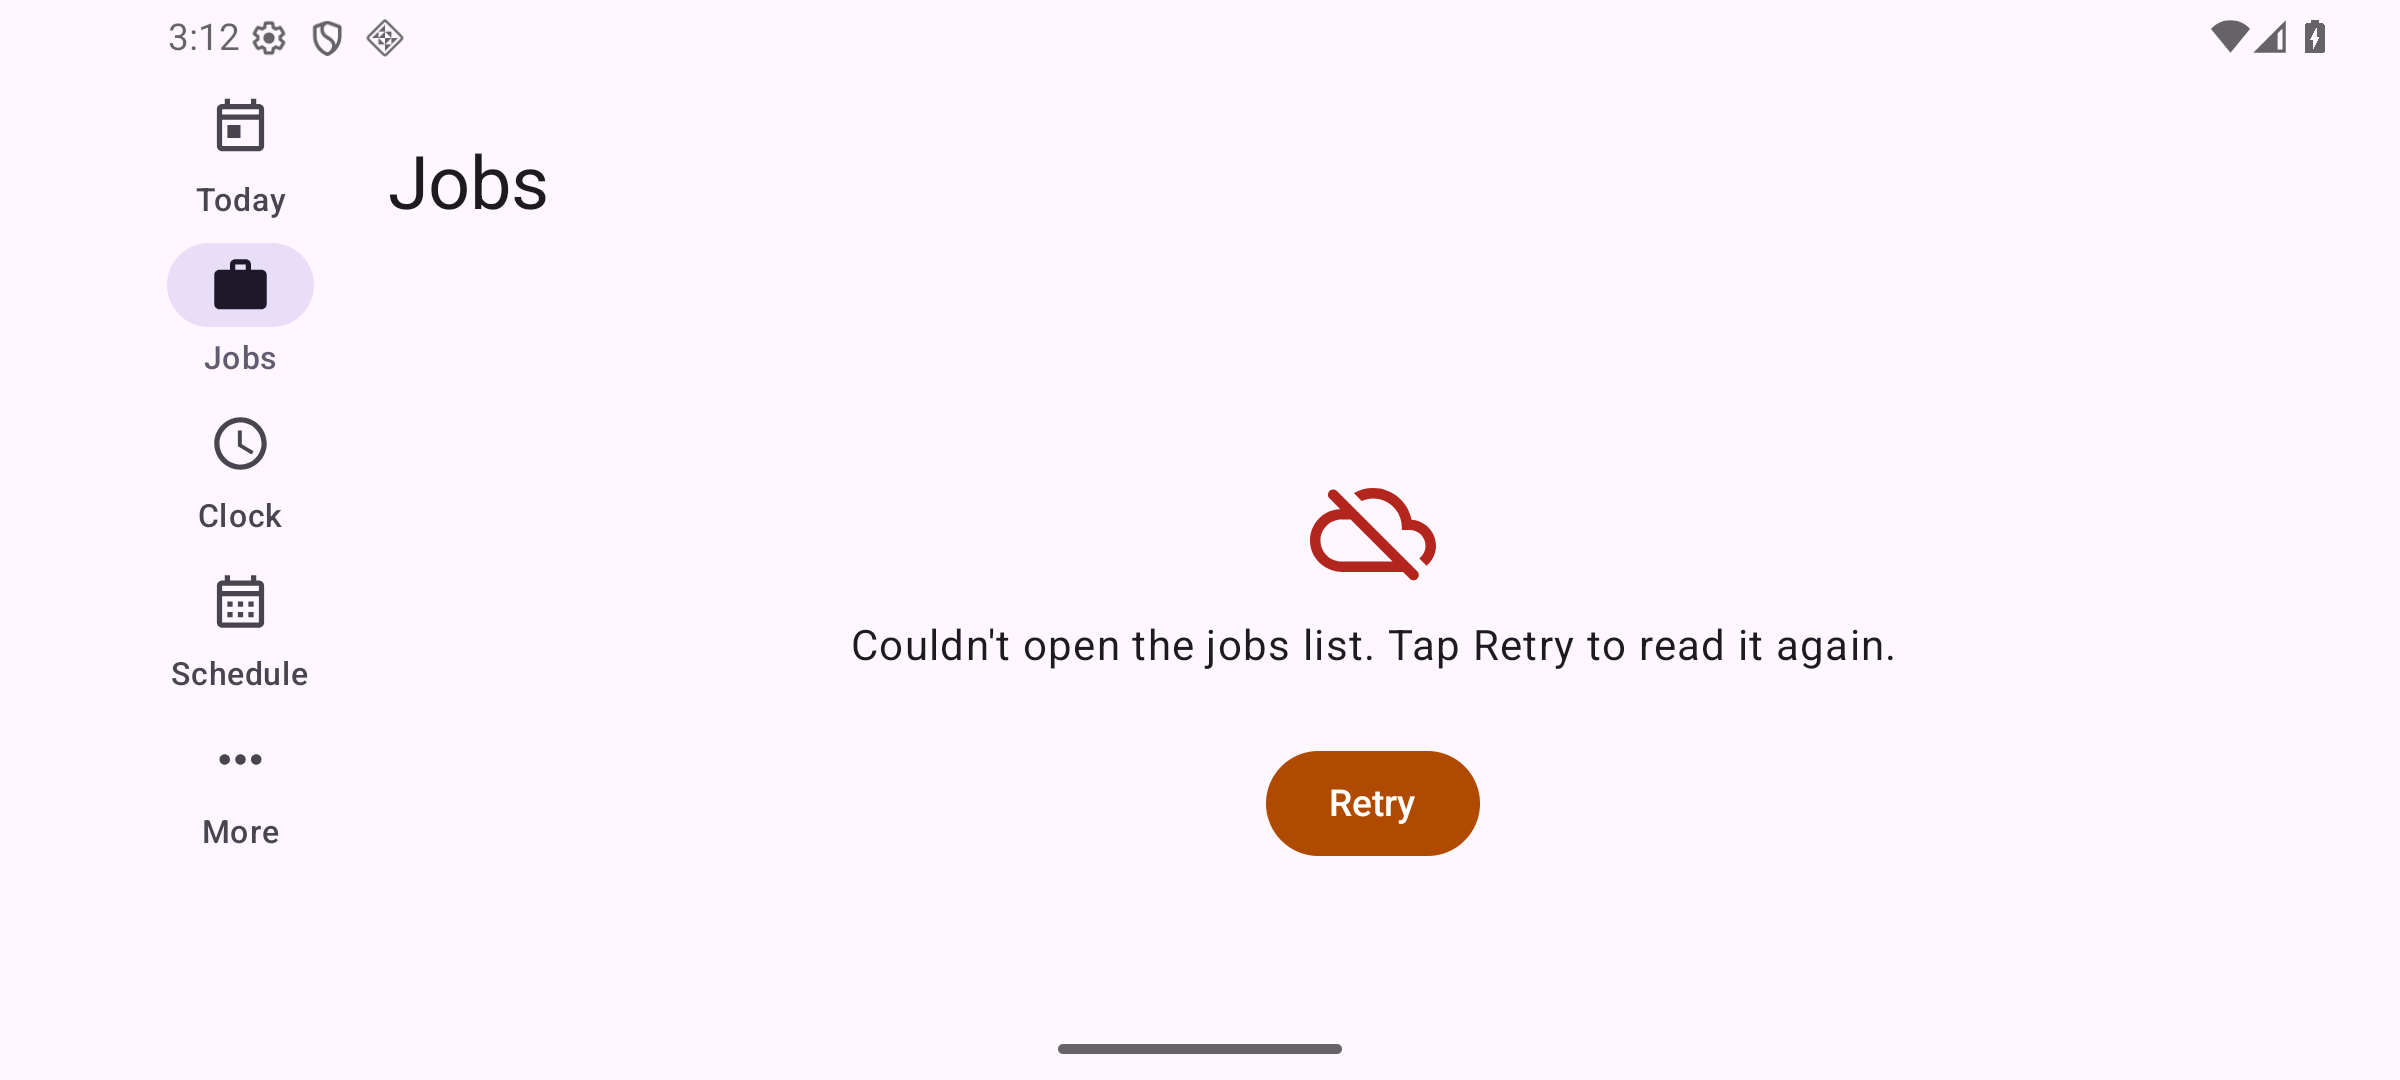 3:12
Today
Jobs
Jobs
Clock
Schedule
More
Couldn't open the jobs list. Tap Retry to read it again.
Retry